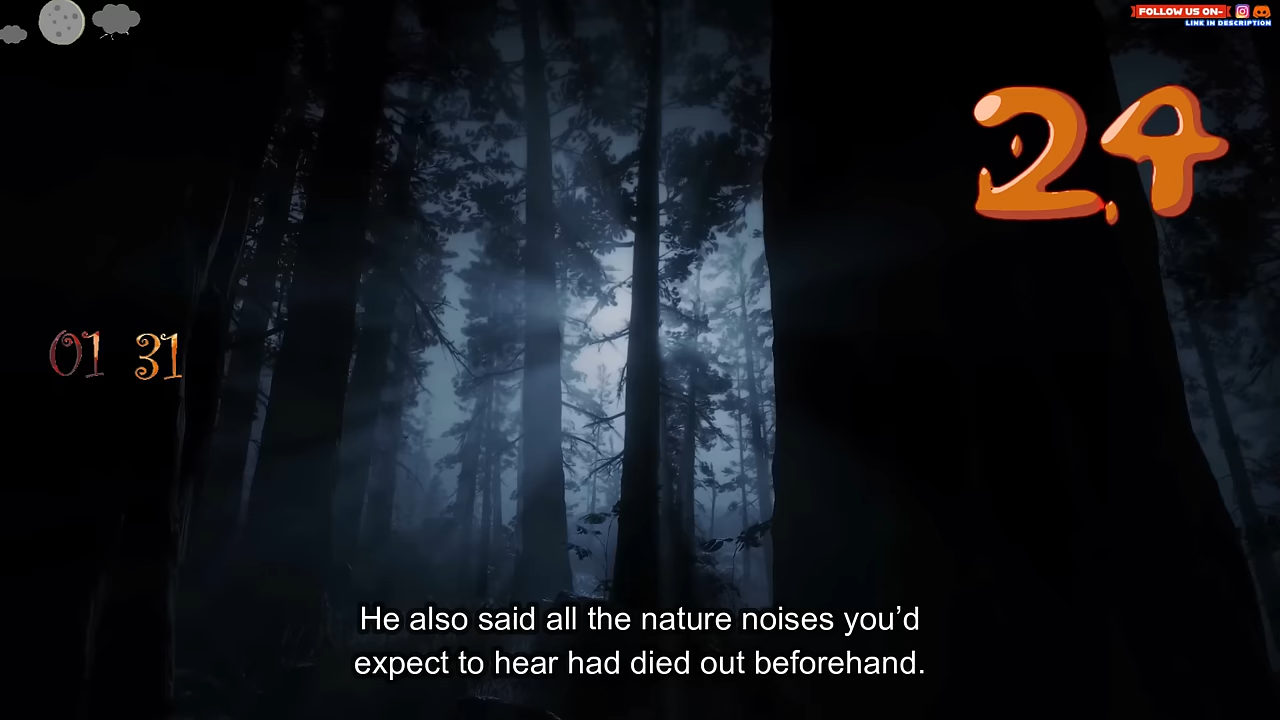 FOLLOW US ON-
LINK IN DESCRIPTION
24
01 31
He also said all the nature noises you’d
expect to hear had died out beforehand.